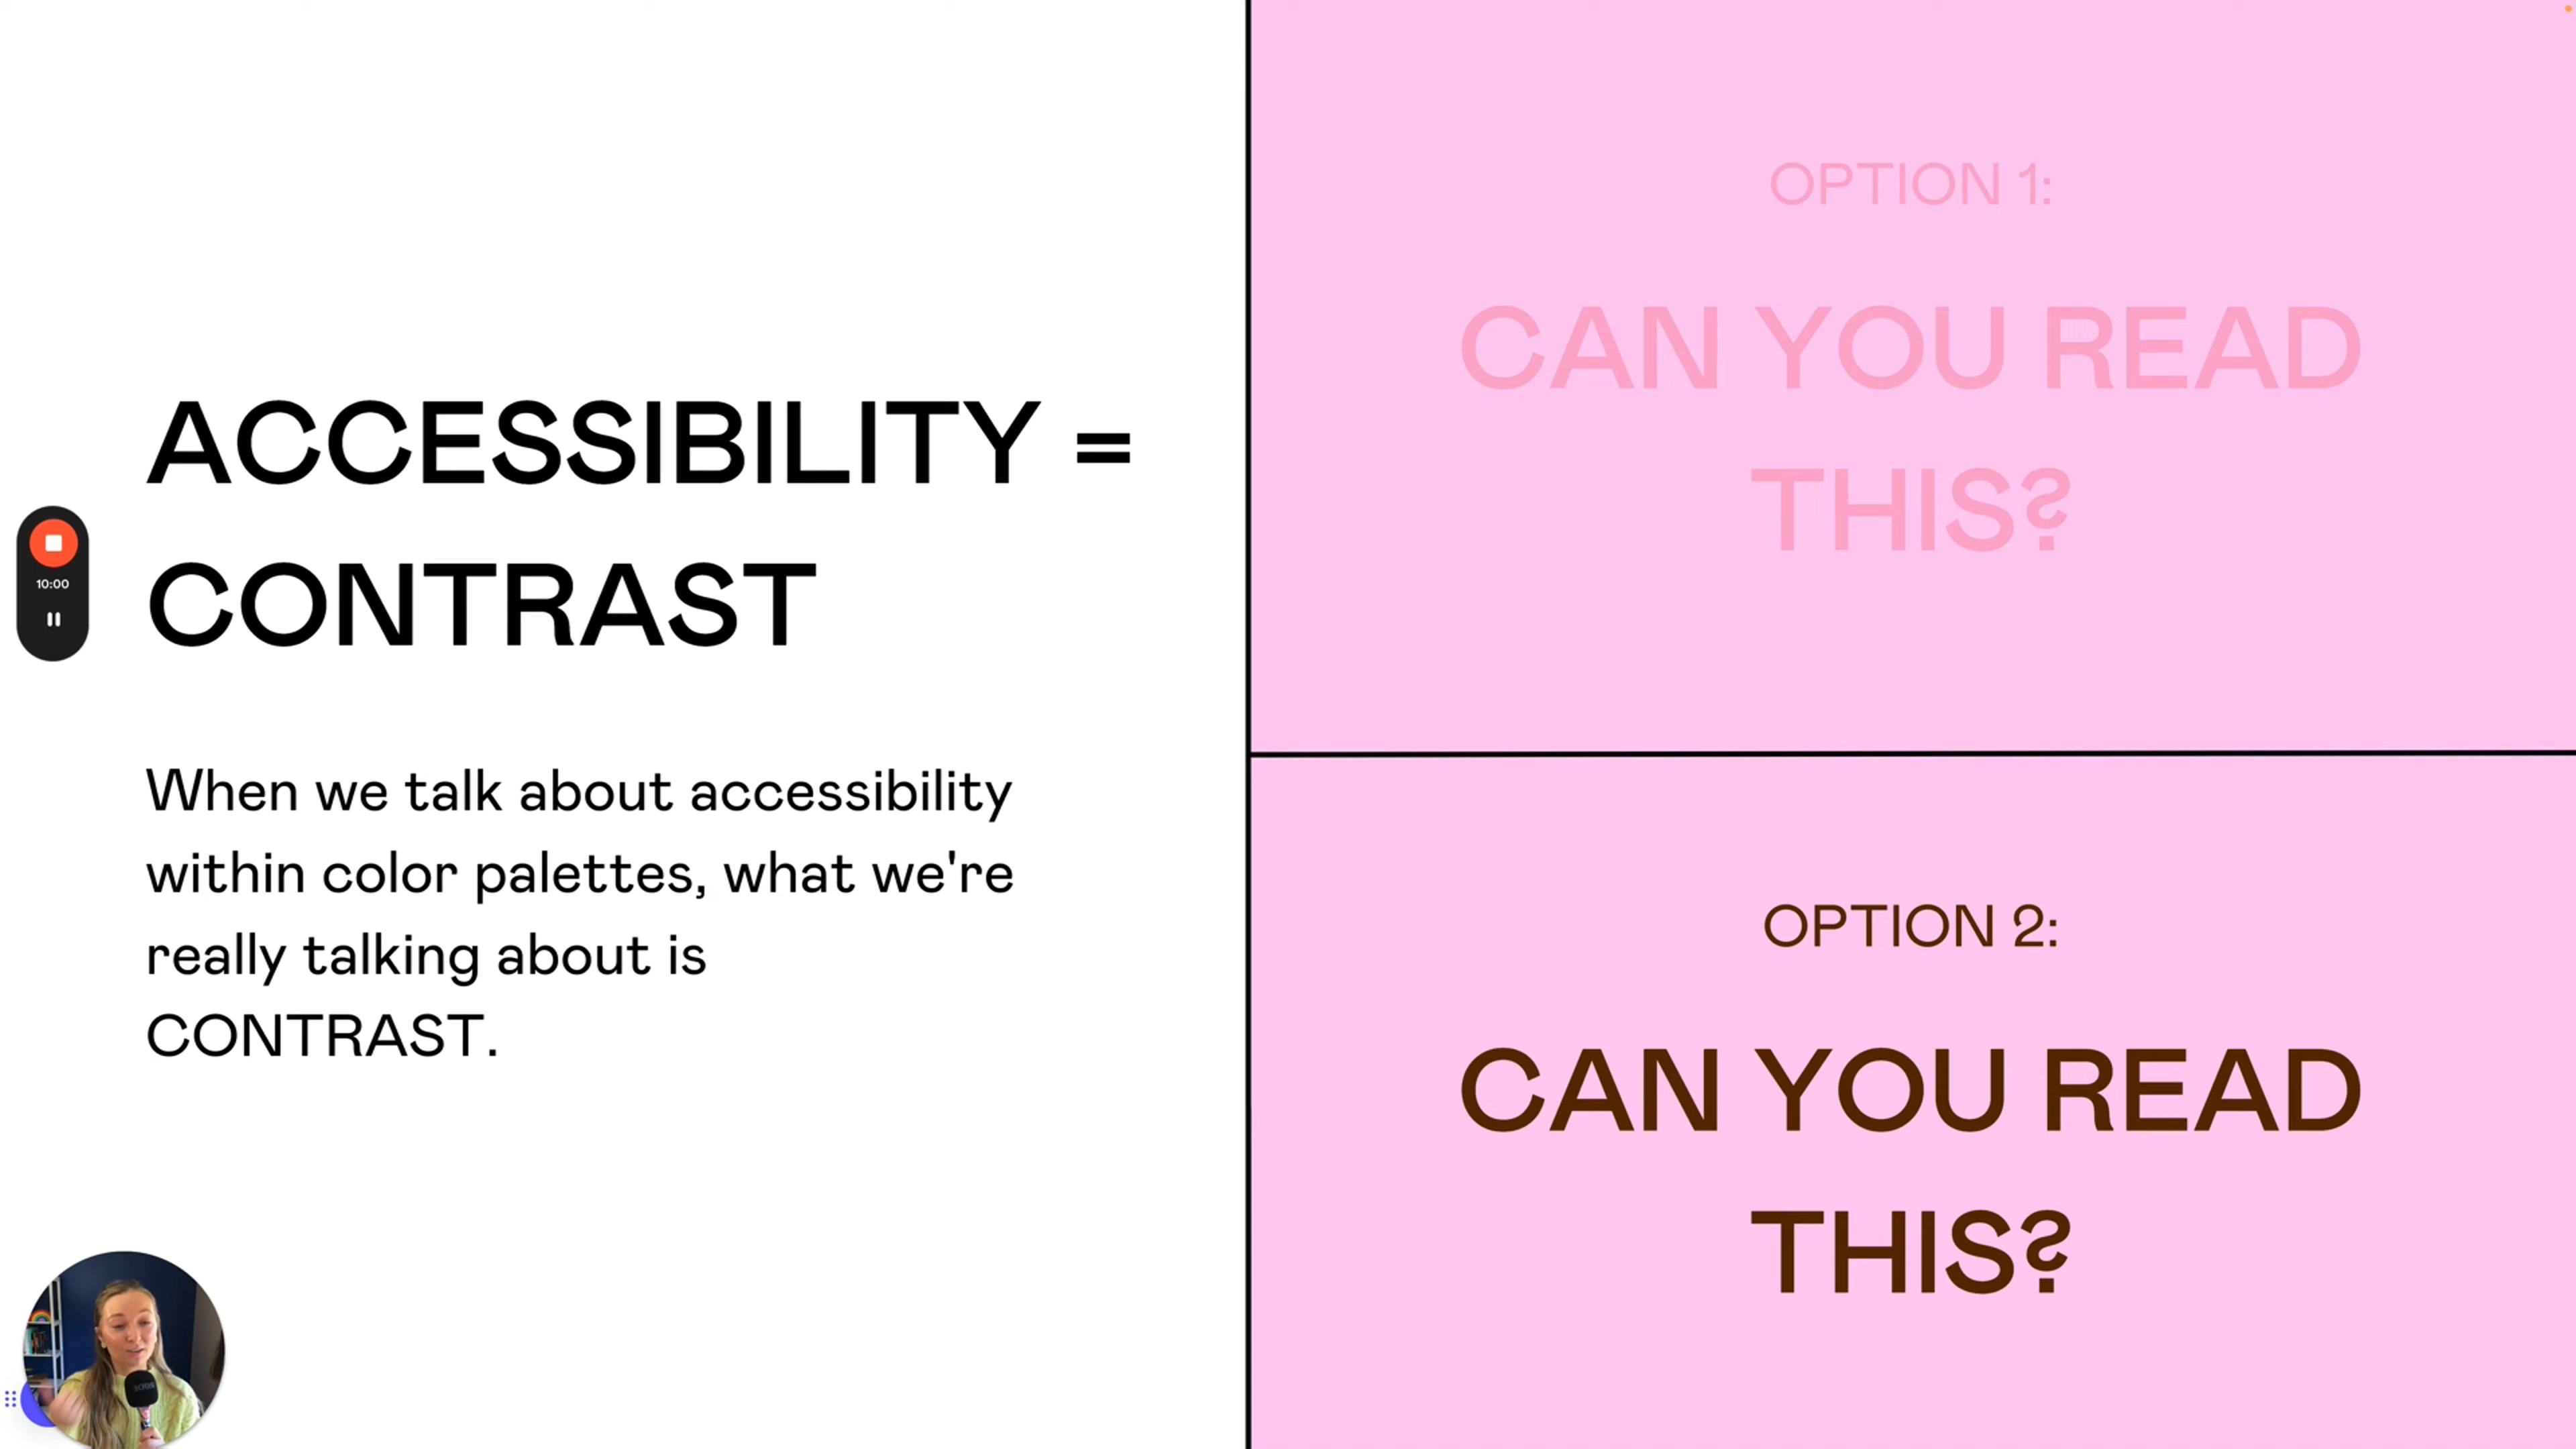 ACCESSIBILITY =
CONTRAST
When we talk about accessibility
within color palettes, what we're
really talking about is
CONTRAST.
10:00
OPTION 1:
CAN YOU READ
THIS?
OPTION 2:
CAN YOU READ
THIS?